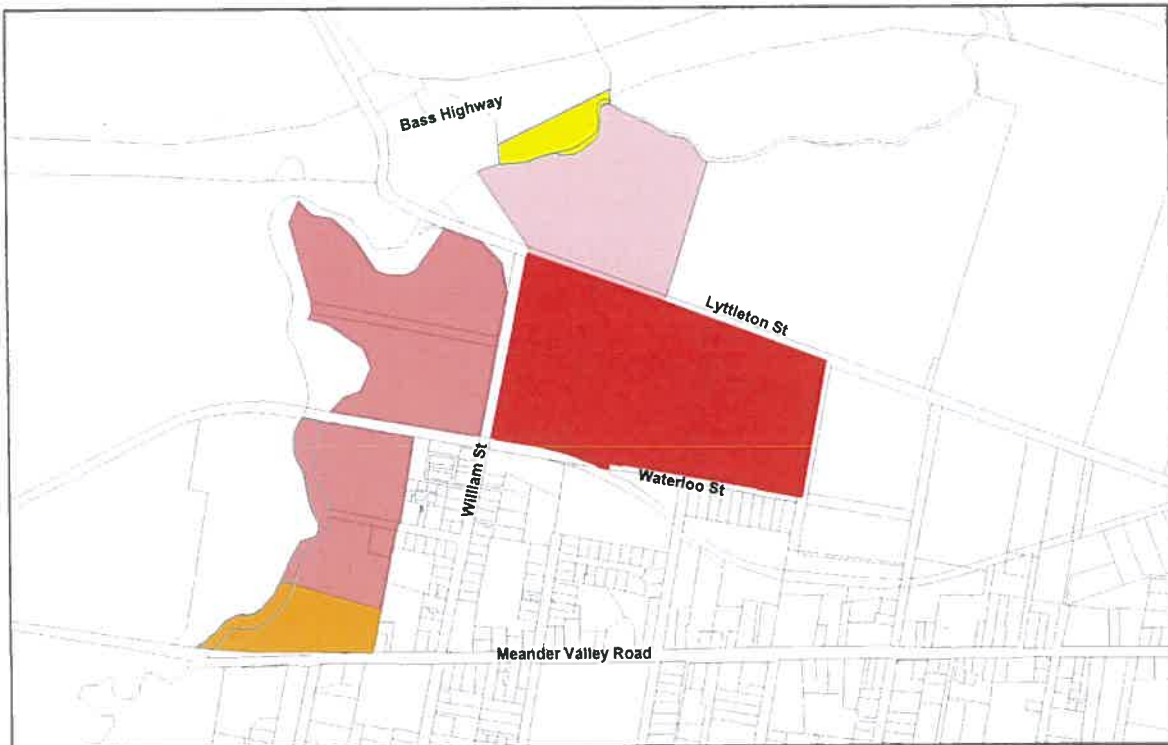 Bass Highway
Lyttleton St
William St
Waterloo St
Meander Valley Road